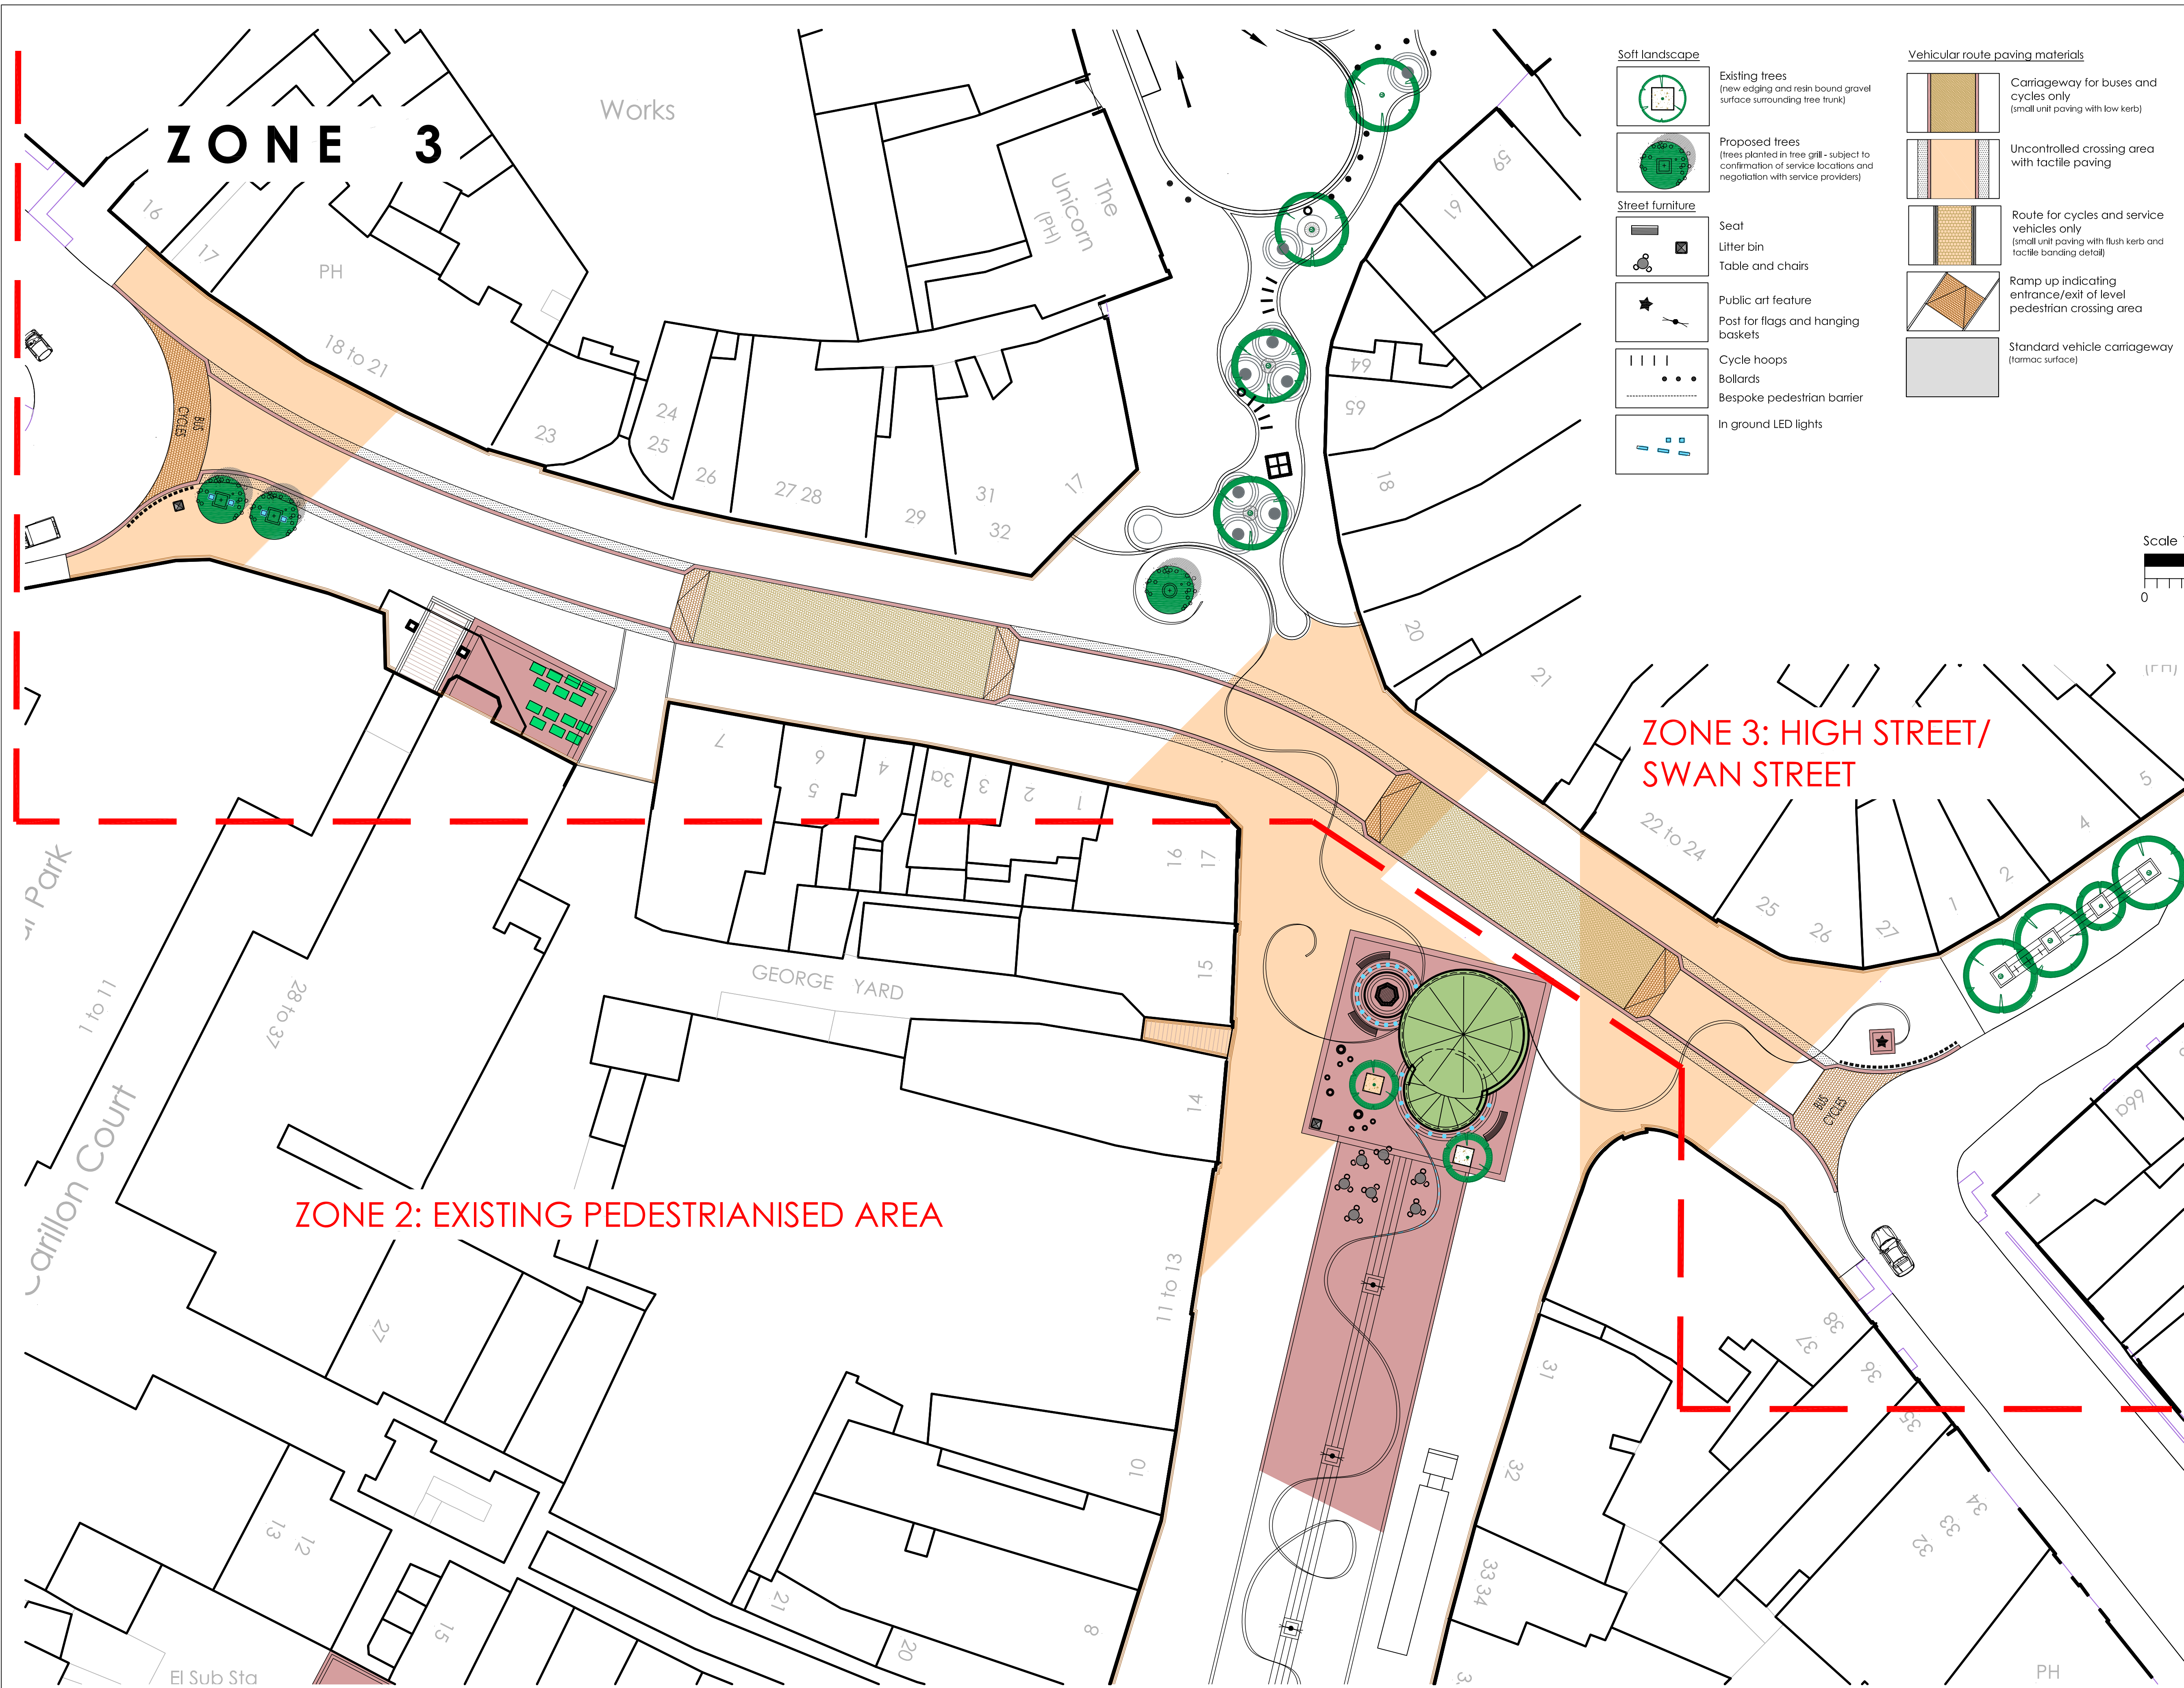 ZONE 3
Works
The
Unicorn
(PH)
16
17
PH
18 to 21
23
24
25
26
27 28
29
31
32
17
59
61
64
65
18
20
21
BUS
CYCLES
Soft landscape
Existing trees
(new edging and resin bound gravel
surface surrounding tree trunk)
Proposed trees
(trees planted in tree grill - subject to
confirmation of service locations and
negotiation with service providers)
Street furniture
Seat
Litter bin
Table and chairs
Public art feature
Post for flags and hanging
baskets
Cycle hoops
Bollards
Bespoke pedestrian barrier
In ground LED lights
Vehicular route paving materials
Carriageway for buses and
cycles only
(small unit paving with low kerb)
Uncontrolled crossing area
with tactile paving
Route for cycles and service
vehicles only
(small unit paving with flush kerb and
tactile banding detail)
Ramp up indicating
entrance/exit of level
pedestrian crossing area
Standard vehicle carriageway
(tarmac surface)
Scale
0
(PH)
ZONE 3: HIGH STREET/
SWAN STREET
22 to 24
25
26
27
1
2
4
5
7
6
5
4
3a
3
2
1
16
17
15
GEORGE YARD
14
Park
1 to 11
28 to 37
Carillon Court
ZONE 2: EXISTING PEDESTRIANISED AREA
BUS
CYCLES
66a
1
11 to 13
27
10
31
32
33 34
38
37
36
35
34
33
32
13
12
15
21
20
8
El Sub Sta
PH